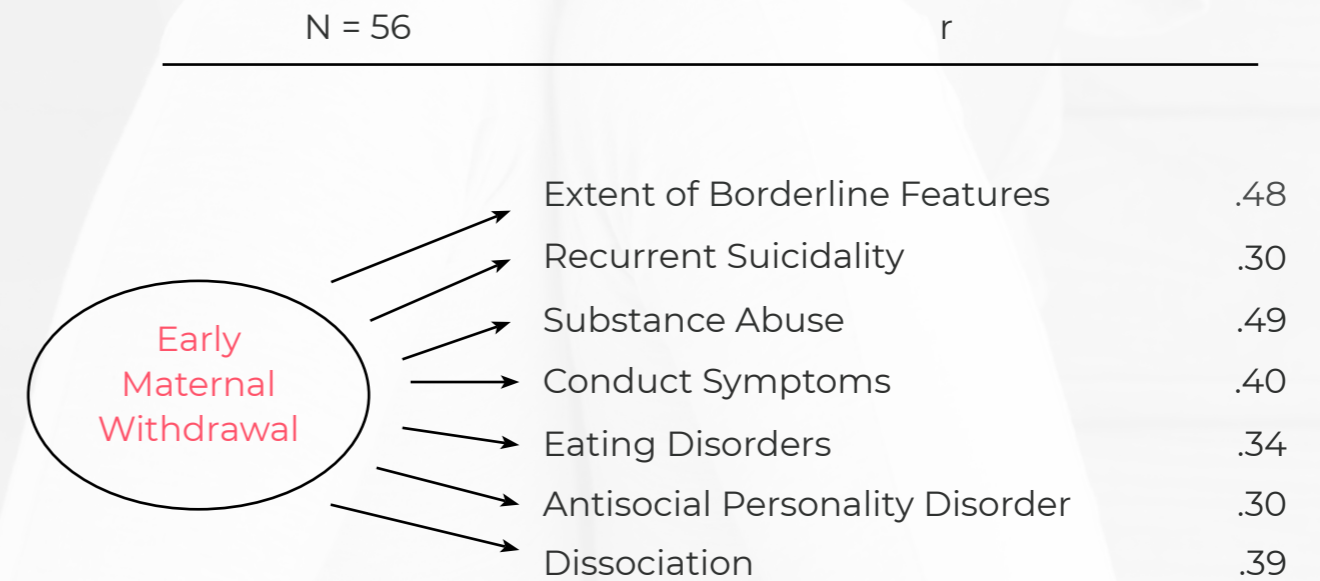 N = 56 r
Early
Maternal
Withdrawal
Extent of Borderline Features .48
Recurrent Suicidality .30
Substance Abuse .49
Conduct Symptoms .40
Eating Disorders .34
Antisocial Personality Disorder .30
Dissociation .39